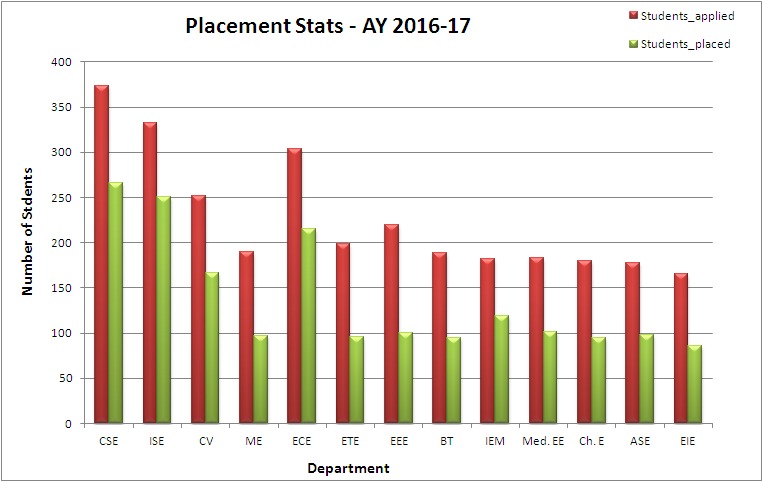 Placement Stats - AY 2016-17
Students_applied
Students_placed
400
350
300
250
200
150
100
50
0
Number of Stdents
CSE ISE CV ME ECE ETE EEE BT IEM Med. EE Ch. E ASE EIE
Department